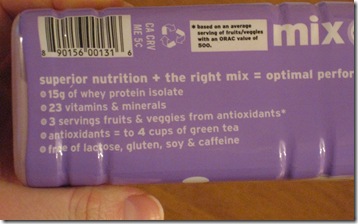 8 90156 00131 6
CA CRV
NE 5C
* based on an average
serving of fruits/veggies
with an ORAC value of
500.
mix
superior nutrition + the right mix = optimal perfor
15g of whey protein isolate
23 vitamins & minerals
3 servings fruits & veggies from antioxidants*
antioxidants = to 4 cups of green tea
free of lactose, gluten, soy & caffeine